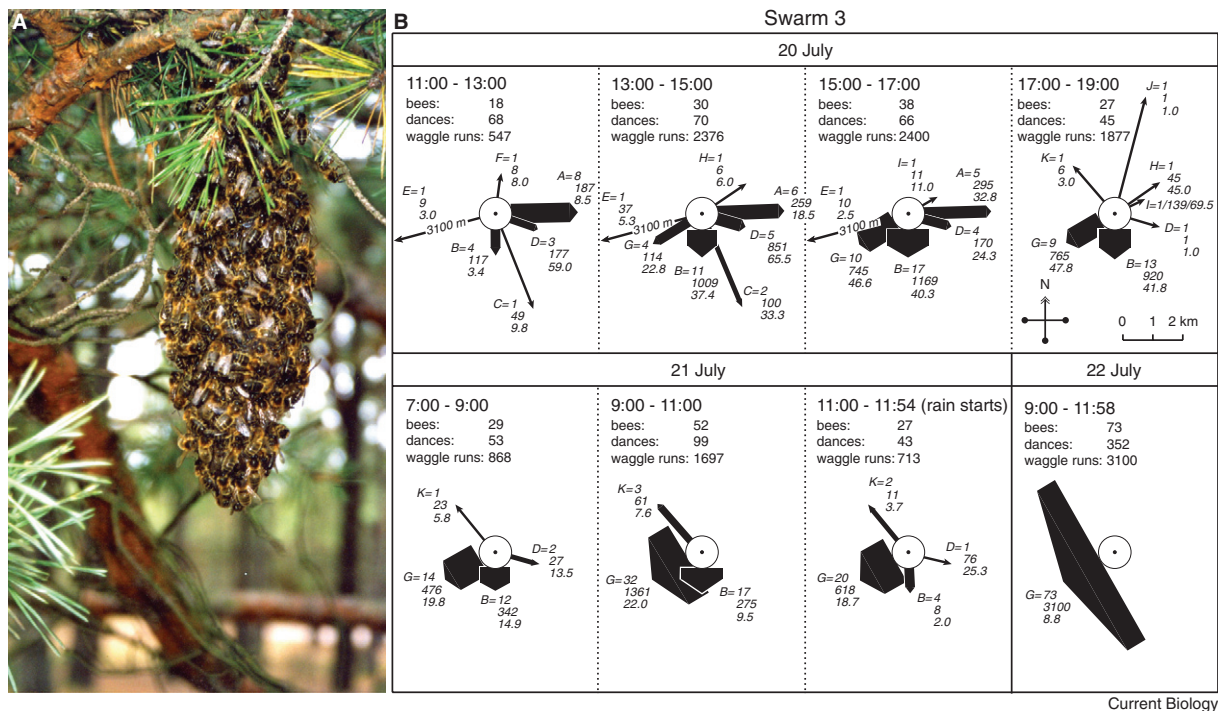 A
B
Swarm 3
20 July
11:00 - 13:00
bees: 18
dances: 68
waggle runs: 547
F=1
8
8.0
A=8
187
8.5
E=1
9
3.0
3100 m
B=4
117
3.4
D=3
177
59.0
C=1
49
9.8
13:00 - 15:00
bees: 30
dances: 70
waggle runs: 2376
H=1
6
6.0
A=6
259
18.5
E=1
37
5.3
3100 m
G=4
114
22.8
D=5
851
65.5
B=11
1009
37.4
C=2
100
33.3
15:00 - 17:00
bees: 38
dances: 66
waggle runs: 2400
I=1
11
11.0
A=5
295
32.8
E=1
10
2.5
3100 m
D=4
170
24.3
G=10
745
46.6
B=17
1169
40.3
17:00 - 19:00
bees: 27
dances: 45
waggle runs: 1877
J=1
1
1.0
K=1
6
3.0
H=1
45
45.0
I=1/139/69.5
D=1
1
1.0
G=9
765
47.8
B=13
920
41.8
N
0 1 2 km
21 July
22 July
7:00 - 9:00
bees: 29
dances: 53
waggle runs: 868
K=1
23
5.8
D=2
27
13.5
G=14
476
19.8
B=12
342
14.9
9:00 - 11:00
bees: 52
dances: 99
waggle runs: 1697
K=3
61
7.6
G=32
1361
22.0
B=17
275
9.5
11:00 - 11:54 (rain starts)
bees: 27
dances: 43
waggle runs: 713
K=2
11
3.7
D=1
76
25.3
G=20
618
18.7
B=4
8
2.0
9:00 - 11:58
bees: 73
dances: 352
waggle runs: 3100
G=73
3100
8.8
Current Biology